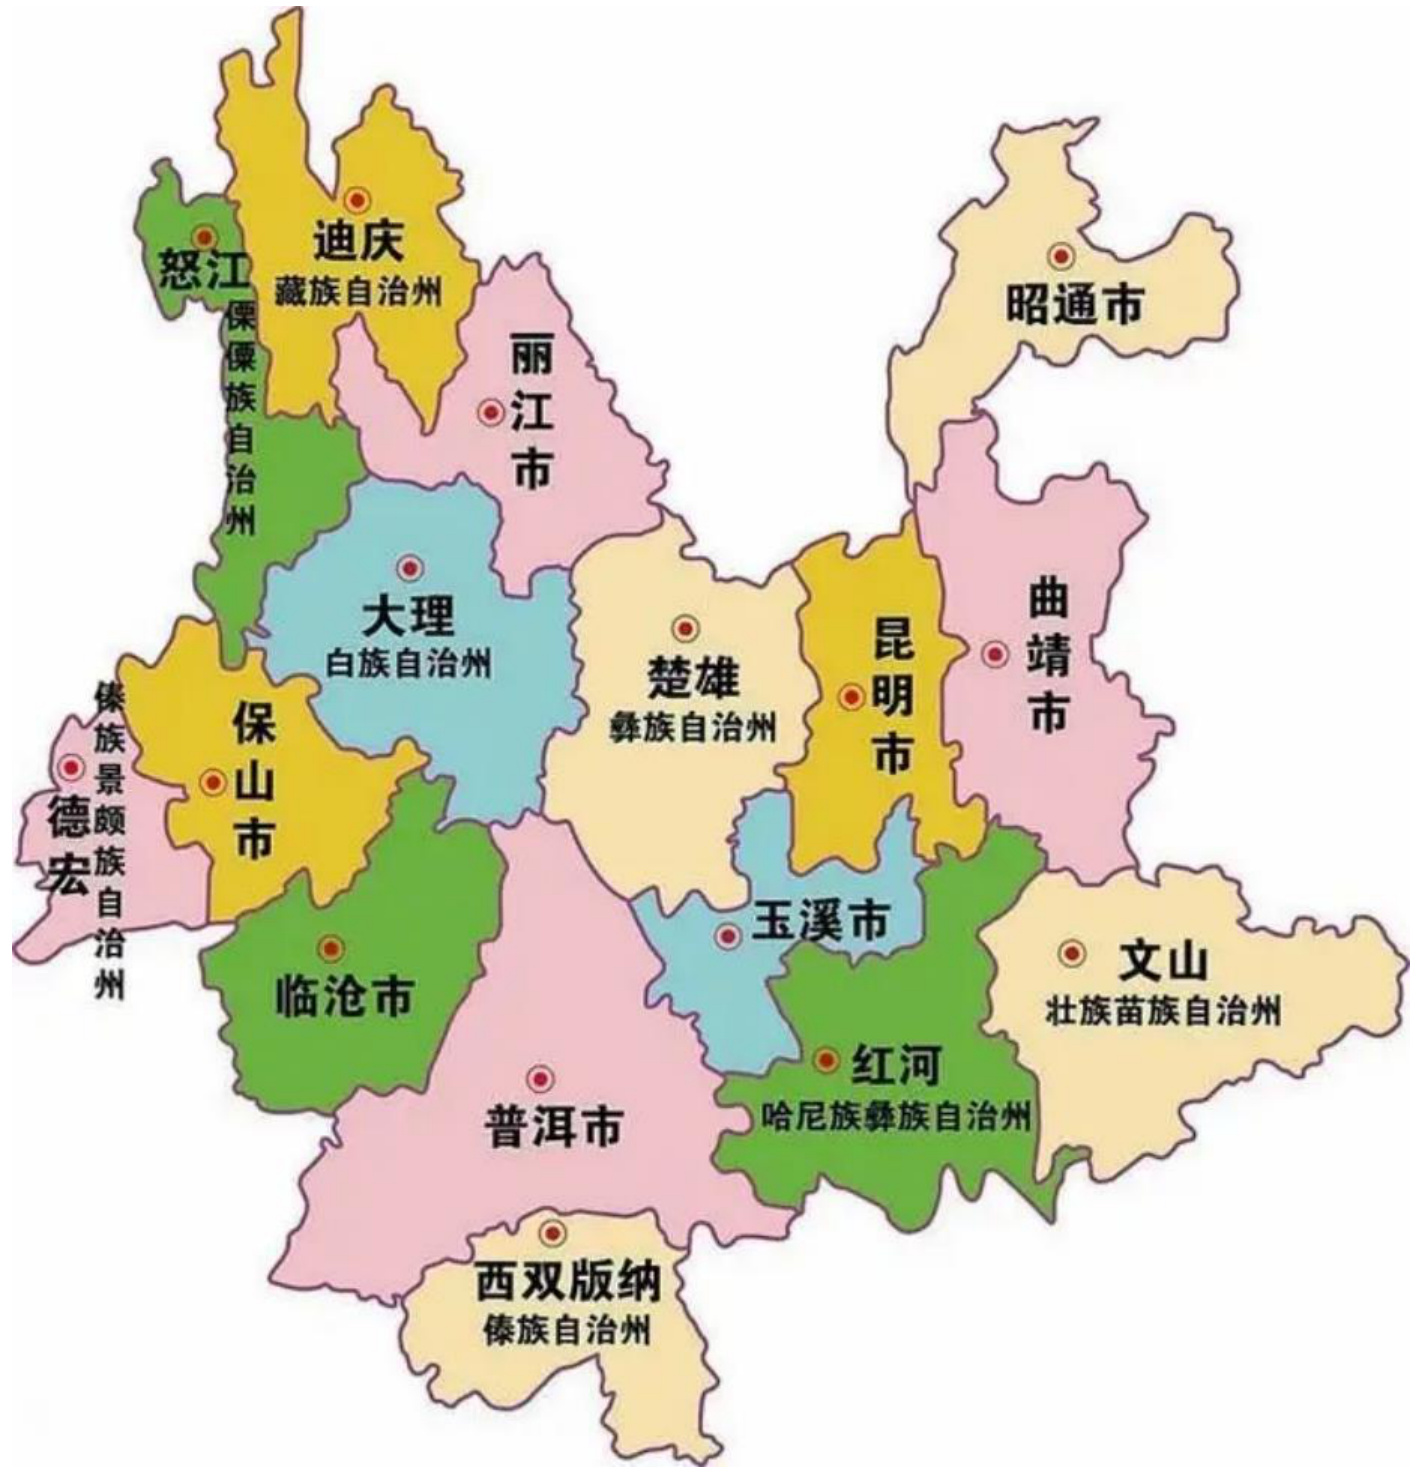 迪庆
藏族自治州
怒江
傈僳族自治州
丽江市
昭通市
大理
白族自治州
楚雄
彝族自治州
昆明市
曲靖市
保山市
德宏
傣族景颇族自治州
临沧市
玉溪市
文山
壮族苗族自治州
红河
哈尼族彝族自治州
普洱市
西双版纳
傣族自治州